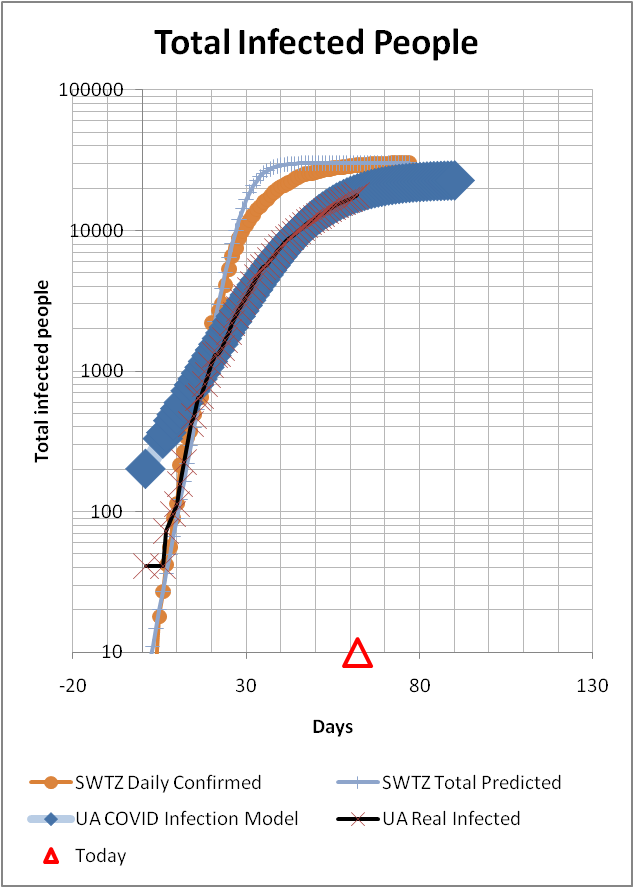 Total Infected People
100000
10000
1000
100
10
Total infected people
-20 30 80 130
Days
SWTZ Daily Confirmed SWTZ Total Predicted
UA COVID Infection Model UA Real Infected
Today